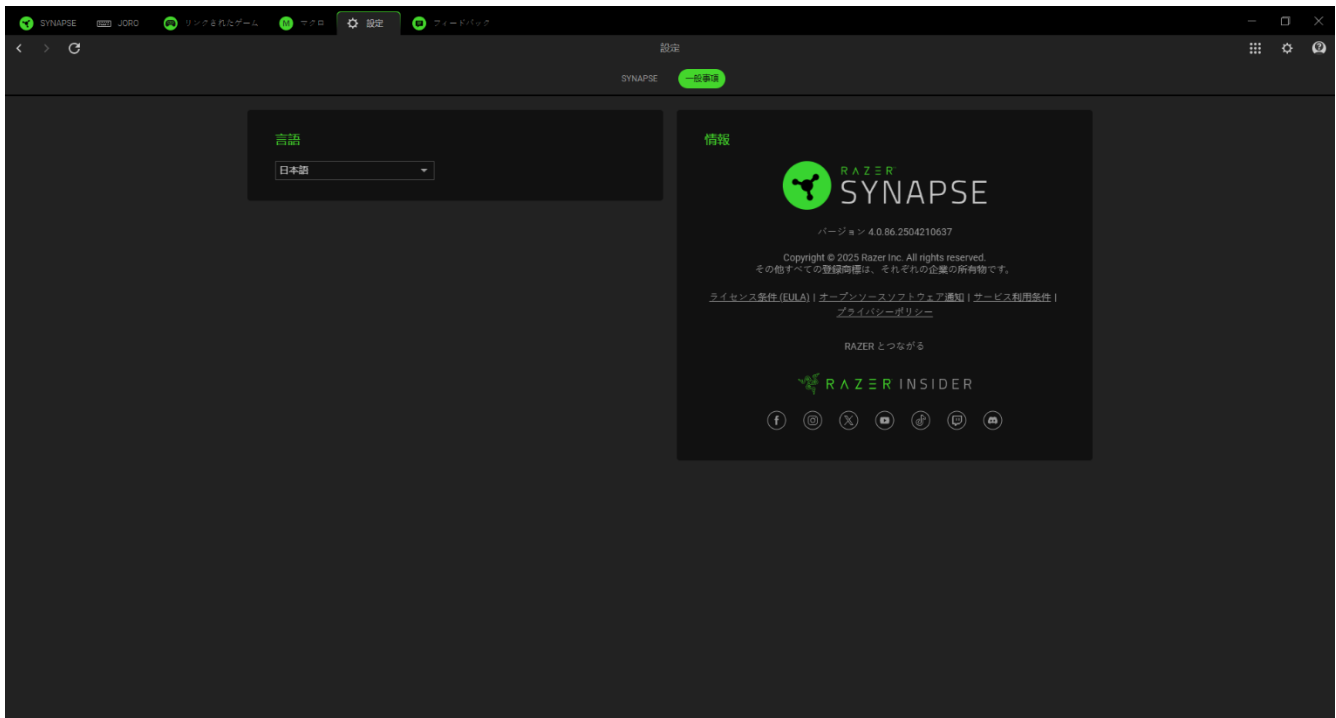 SYNAPSE JORO リンクされたゲーム マクロ 設定 フィードバック
設定
SYNAPSE 一般事項
言語
日本語
情報
RAZER
SYNAPSE
バージョン 4.0.86.2504210637
Copyright © 2025 Razer Inc. All rights reserved.
その他すべての登録商標は、それぞれの企業の所有物です。
ライセンス条件 (EULA) | オープンソースソフトウェア通知 | サービス利用条件 |
プライバシーポリシー
RAZER とつながる
RAZER INSIDER